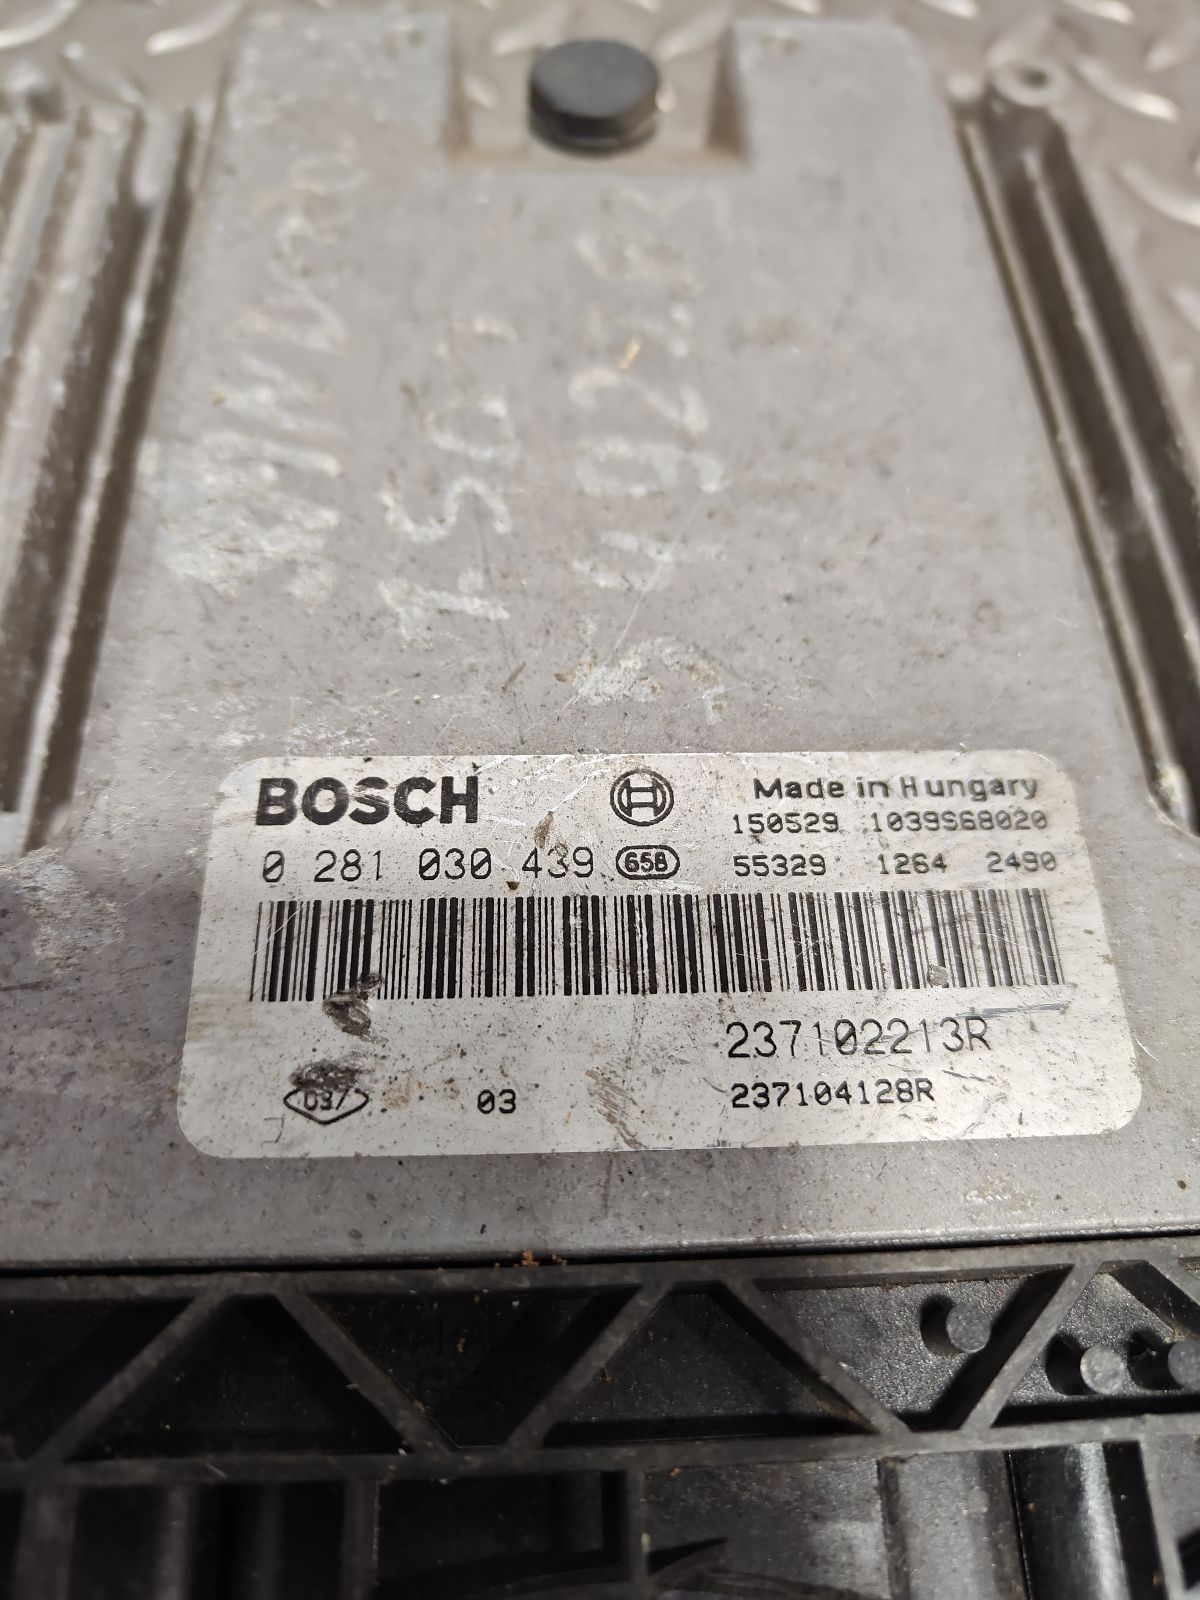 BOSCH
Made in Hungary
150529 1039S68020
0 281 030 439 658
55329 1264 2490
237102213R
03
237104128R